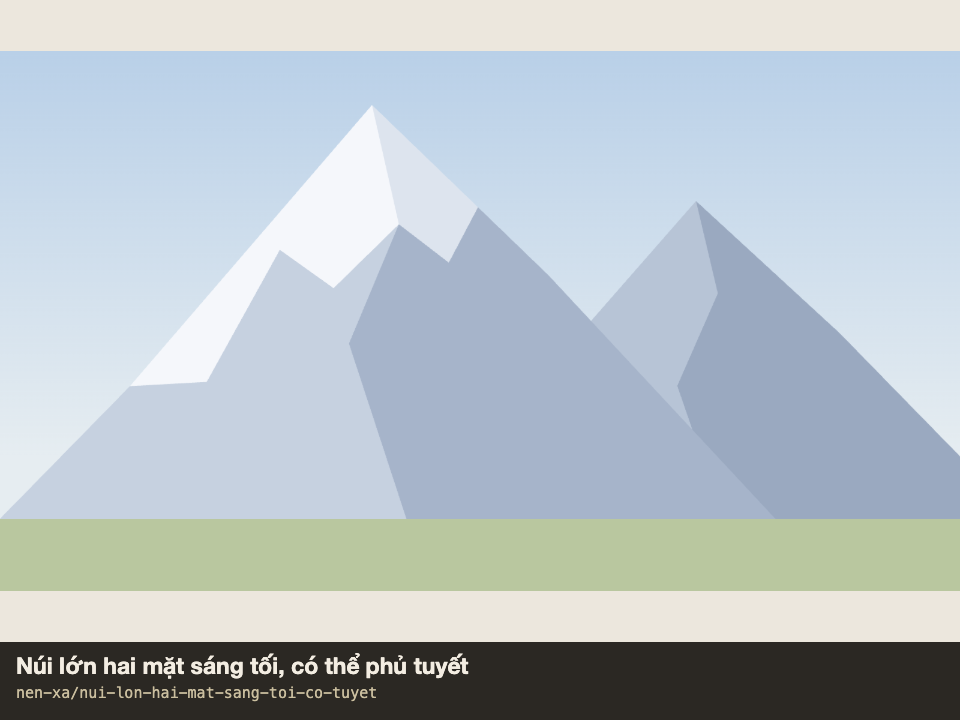 Núi lớn hai mặt sáng tối, có thể phủ tuyết
nen-xa/nui-lon-hai-mat-sang-toi-co-tuyet